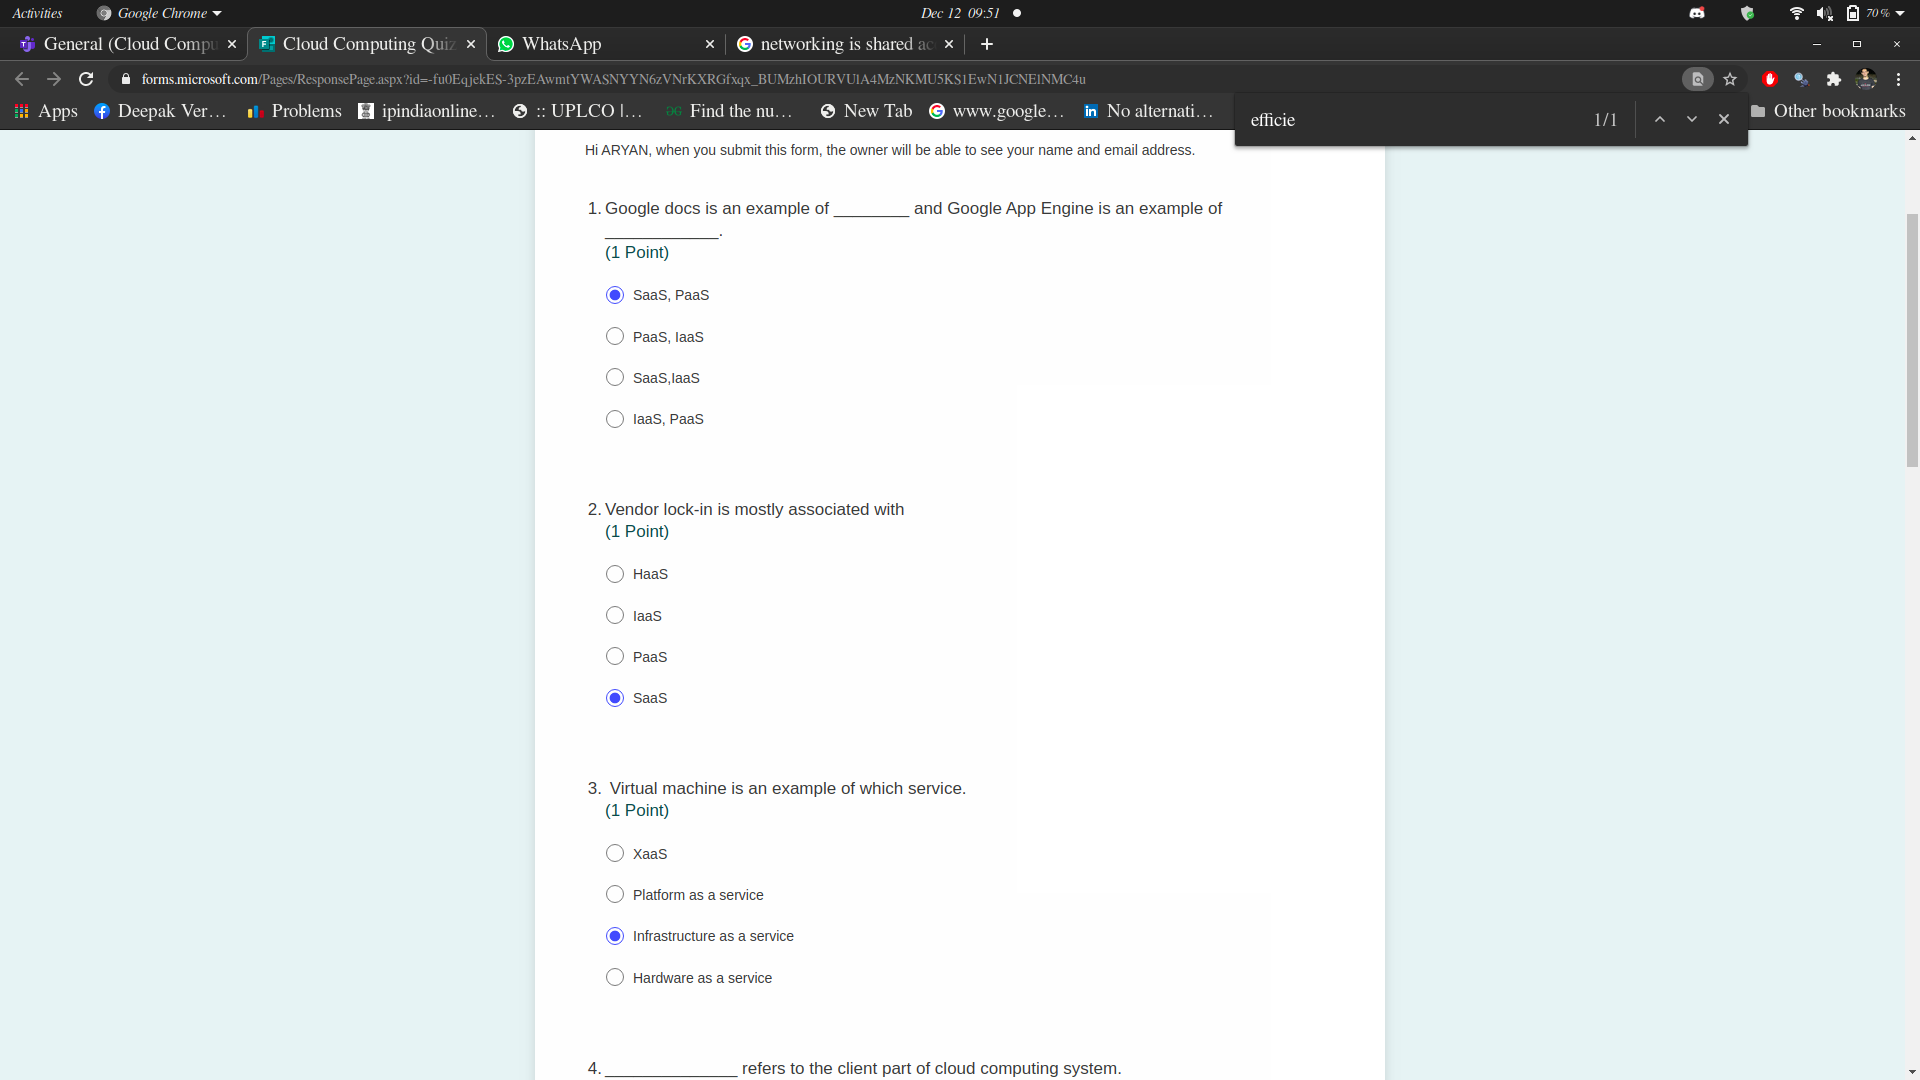 Activities
Google Chrome
Dec 12 09:51
70 %
General (Cloud Compu
Cloud Computing Quiz
WhatsApp
networking is shared ac
forms.microsoft.com/Pages/ResponsePage.aspx?id=-fu0EqjekES-3pzEAwmtYWASNYYN6zVNrKXRGfxqx_BUMzhIOURVU1A4MzNKMU5KS1EwN1JCNE1NMC4u
Apps
Deepak Ver…
Problems
ipindiaonline…
:: UPLCO |…
Find the nu…
New Tab
www.google…
No alternati…
Other bookmarks
efficie
1/1
Hi ARYAN, when you submit this form, the owner will be able to see your name and email address.
1. Google docs is an example of ________ and Google App Engine is an example of
____________.
(1 Point)
SaaS, PaaS
PaaS, IaaS
SaaS,IaaS
IaaS, PaaS
2. Vendor lock-in is mostly associated with
(1 Point)
HaaS
IaaS
PaaS
SaaS
3. Virtual machine is an example of which service.
(1 Point)
XaaS
Platform as a service
Infrastructure as a service
Hardware as a service
4. ______________ refers to the client part of cloud computing system.